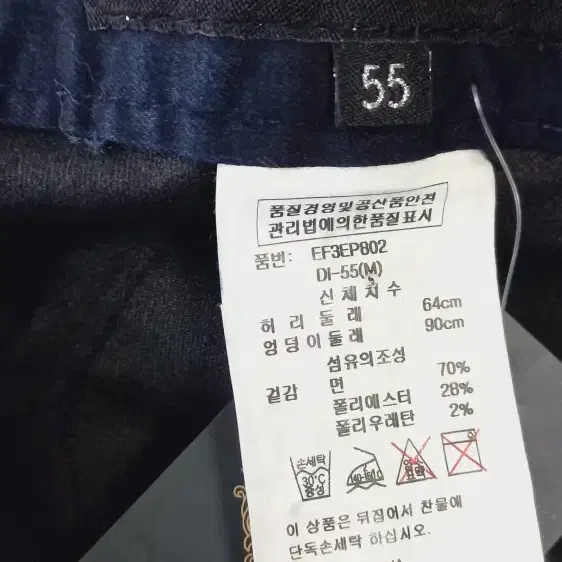 55
품질경영및공산품안전
관리법에의한품질표시
품번: EF3EP802
DI-55(M)
신체치수
허리둘레 64cm
엉덩이둘레 90cm
섬유의조성
겉감 면 70%
폴리에스터 28%
폴리우레탄 2%
손세탁
30℃
중성
140-160℃
이 상품은 뒤집어서 찬물에
단독손세탁 하십시오.